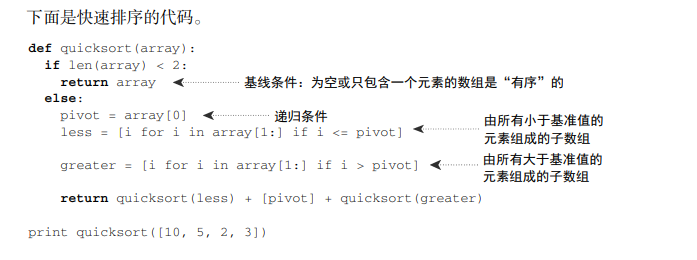 下面是快速排序的代码。
def quicksort(array):
  if len(array) < 2:
    return array 基线条件：为空或只包含一个元素的数组是“有序”的
  else:
    pivot = array[0] 递归条件
    less = [i for i in array[1:] if i <= pivot] 由所有小于基准值的
元素组成的子数组
    greater = [i for i in array[1:] if i > pivot] 由所有大于基准值的
元素组成的子数组
    return quicksort(less) + [pivot] + quicksort(greater)
print quicksort([10, 5, 2, 3])